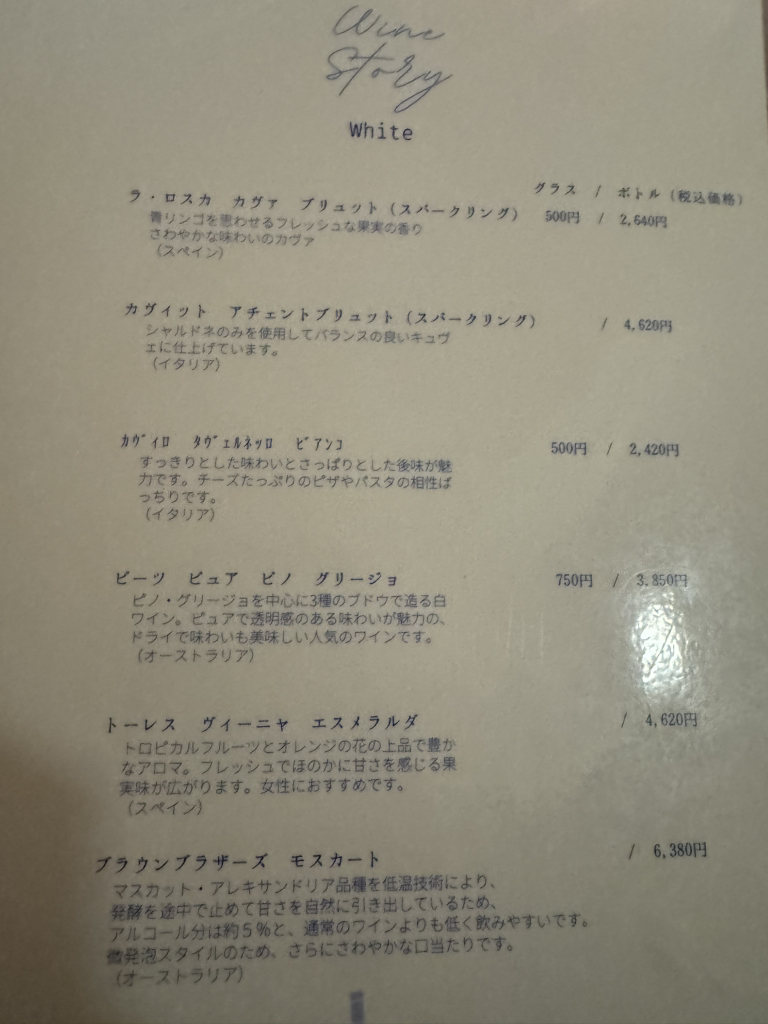 Wine
Story
White
グラス / ボトル（税込価格）
ラ・ロスカ カヴァ ブリュット（スパークリング） 500円 / 2,640円
青リンゴを思わせるフレッシュな果実の香り
さわやかな味わいのカヴァ
（スペイン）
カヴィット アチェントブリュット（スパークリング） / 4,620円
シャルドネのみを使用してバランスの良いキュヴ
ェに仕上げています。
（イタリア）
ｶｳﾞｨﾛ ﾀｳﾞｪﾙﾈｯﾛ ﾋﾞｱﾝｺ 500円 / 2,420円
すっきりとした味わいとさっぱりとした後味が魅
力です。チーズたっぷりのピザやパスタの相性ば
っちりです。
（イタリア）
ピーツ ピュア ピノ グリージョ 750円 / 3,850円
ピノ・グリージョを中心に3種のブドウで造る白
ワイン。ピュアで透明感のある味わいが魅力の、
ドライで味わいも美味しい人気のワインです。
（オーストラリア）
トーレス ヴィーニャ エスメラルダ / 4,620円
トロピカルフルーツとオレンジの花の上品で豊か
なアロマ。フレッシュでほのかに甘さを感じる果
実味が広がります。女性におすすめです。
（スペイン）
ブラウンブラザーズ モスカート / 6,380円
マスカット・アレキサンドリア品種を低温技術により、
発酵を途中で止めて甘さを自然に引き出しているため、
アルコール分は約５％と、通常のワインよりも低く飲みやすいです。
微発泡スタイルのため、さらにさわやかな口当たりです。
（オーストラリア）